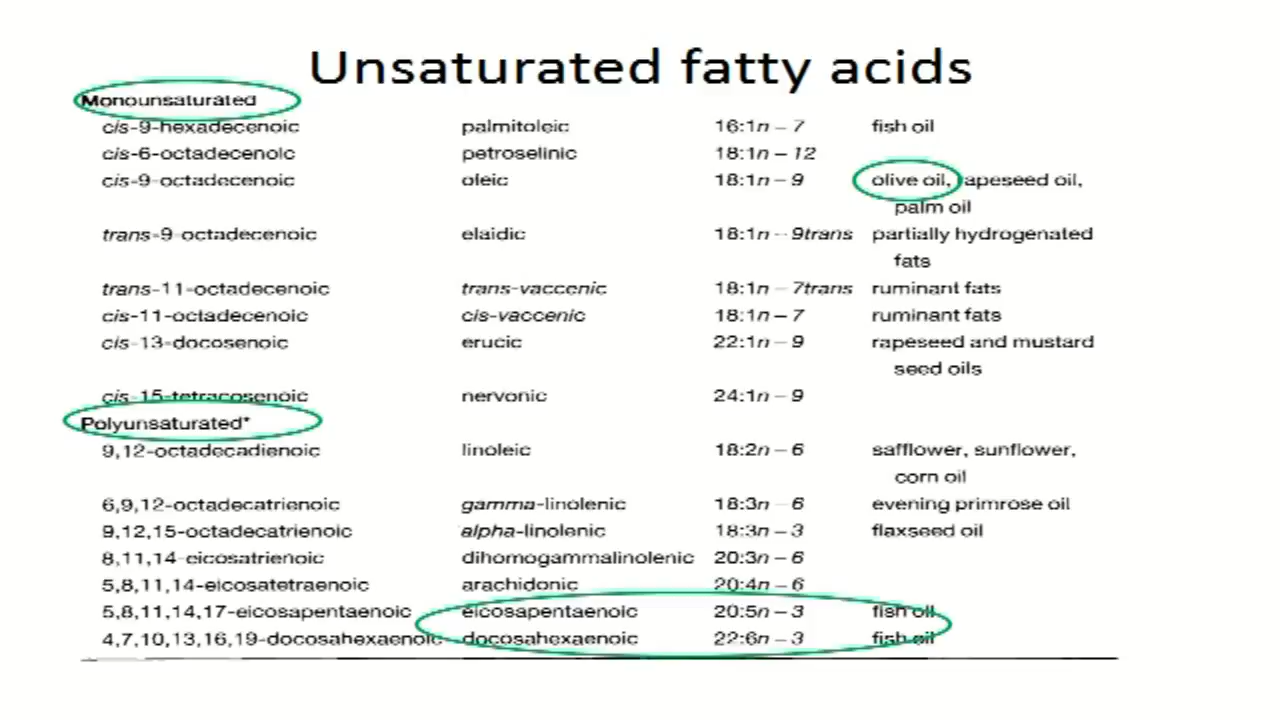 Unsaturated fatty acids
Monounsaturated
cis-9-hexadecenoic palmitoleic 16:1n – 7 fish oil
cis-6-octadecenoic petroselinic 18:1n – 12
cis-9-octadecenoic oleic 18:1n – 9 olive oil, apeseed oil,
palm oil
trans-9-octadecenoic elaidic 18:1n – 9trans partially hydrogenated
fats
trans-11-octadecenoic trans-vaccenic 18:1n – 7trans ruminant fats
cis-11-octadecenoic cis-vaccenic 18:1n – 7 ruminant fats
cis-13-docosenoic erucic 22:1n – 9 rapeseed and mustard
seed oils
cis-15-tetracosenoic nervonic 24:1n – 9
Polyunsaturated*
9,12-octadecadienoic linoleic 18:2n – 6 safflower, sunflower,
corn oil
6,9,12-octadecatrienoic gamma-linolenic 18:3n – 6 evening primrose oil
9,12,15-octadecatrienoic alpha-linolenic 18:3n – 3 flaxseed oil
8,11,14-eicosatrienoic dihomogammalinolenic 20:3n – 6
5,8,11,14-eicosatetraenoic arachidonic 20:4n – 6
5,8,11,14,17-eicosapentaenoic eicosapentaenoic 20:5n – 3 fish oil
4,7,10,13,16,19-docosahexaenoic docosahexaenoic 22:6n – 3 fish oil